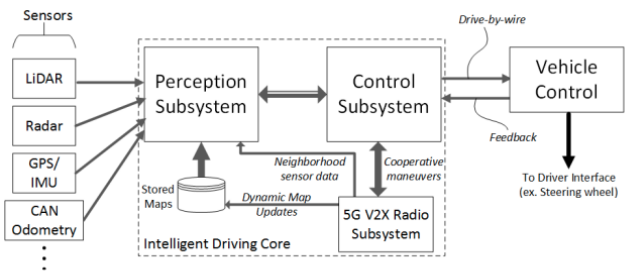 Sensors
LiDAR
Radar
GPS/
IMU
CAN
Odometry
Perception
Subsystem
Control
Subsystem
Drive-by-wire
Feedback
Vehicle
Control
To Driver Interface
(ex. Steering wheel)
Neighborhood
sensor data
Cooperative
maneuvers
Stored
Maps
Dynamic Map
Updates
5G V2X Radio
Subsystem
Intelligent Driving Core